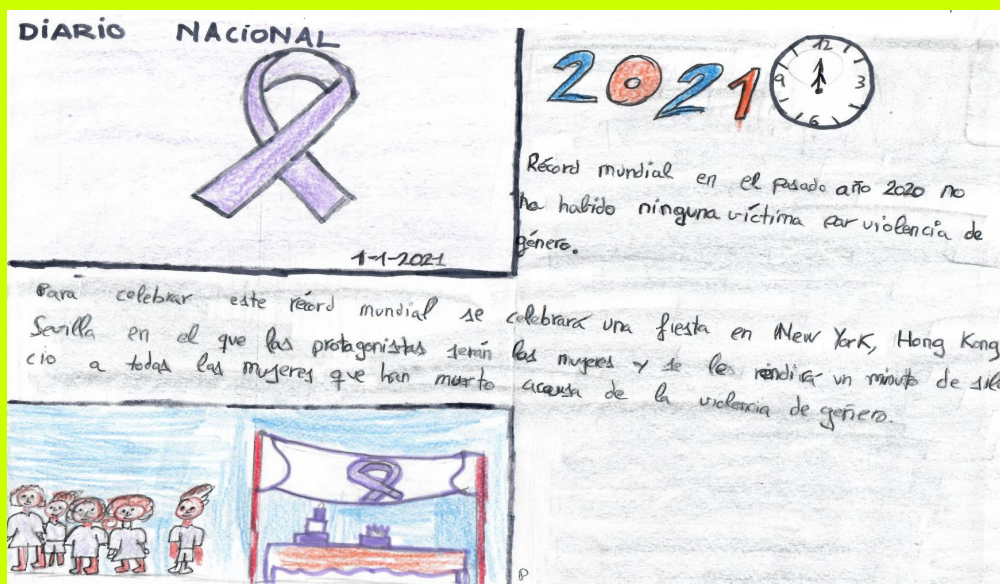 DIARIO NACIONAL
1-1-2021
2021
12
9
3
6
Récord mundial en el pasado año 2020 no
ha habido ninguna víctima por violencia de
género.
Para celebrar este récord mundial se celebrará una fiesta en New York, Hong Kong
Sevilla en el que las protagonistas serán las mujeres y se les rendirá un minuto de sile
cio a todas las mujeres que han muerto acausa de la violencia de género.
P